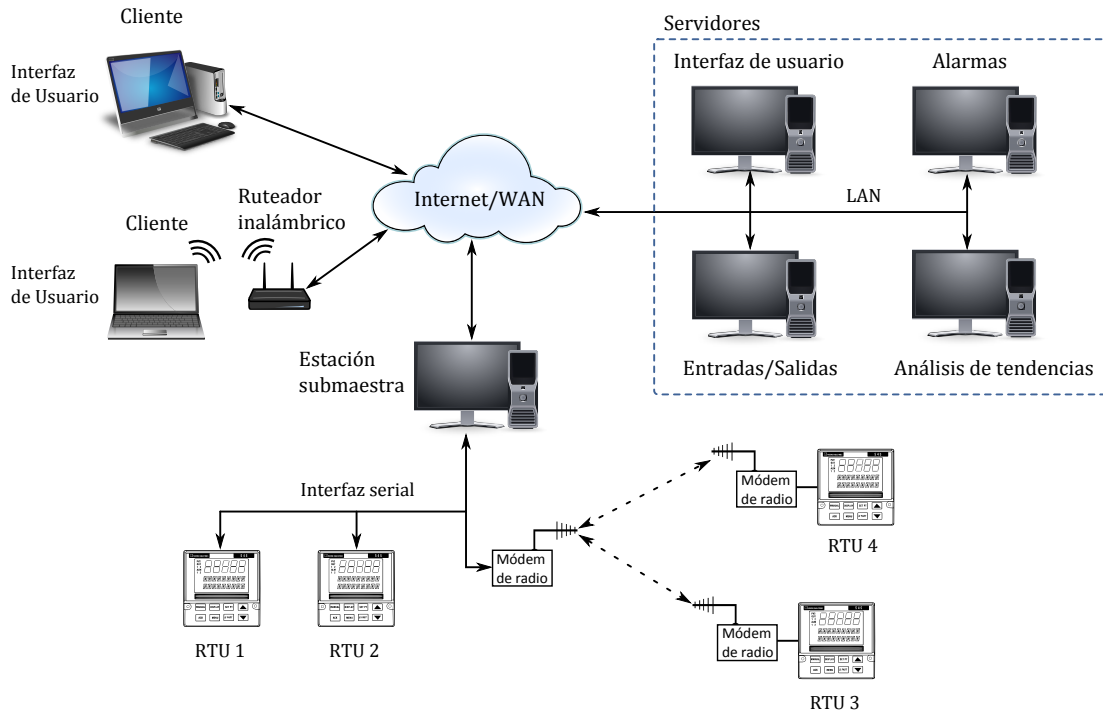 Cliente
Servidores
Interfaz
de Usuario
Interfaz de usuario
Alarmas
Ruteador
inalámbrico
Internet/WAN
LAN
Cliente
Interfaz
de Usuario
Estación
submaestra
Entradas/Salidas
Análisis de tendencias
Interfaz serial
Módem
de radio
RTU 4
Módem
de radio
RTU 1
RTU 2
Módem
de radio
RTU 3